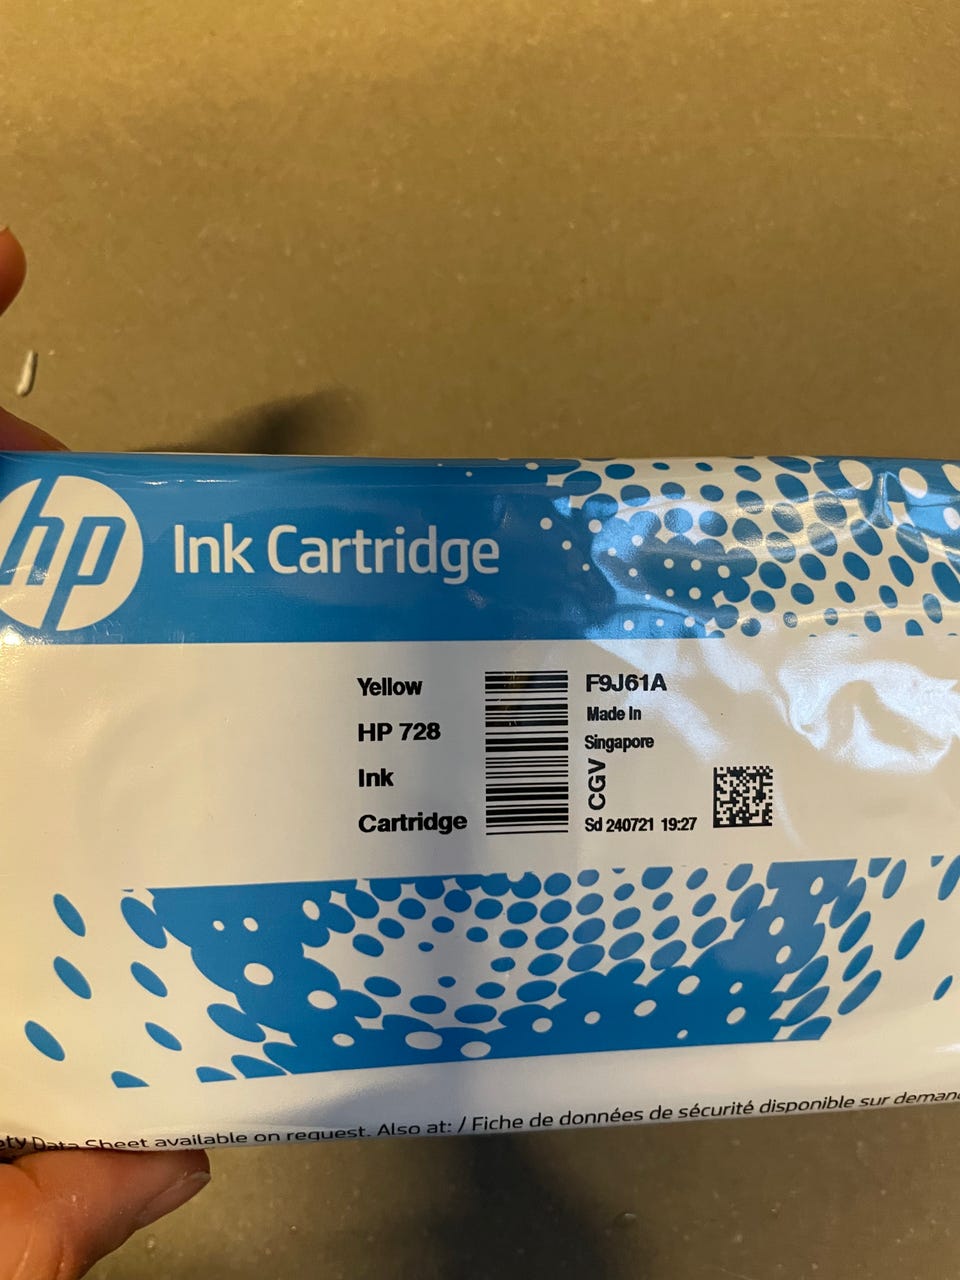 hp Ink Cartridge
Yellow
HP 728
Ink
Cartridge
F9J61A
Made In
Singapore
CGV
Sd 240721 19:27
Data Sheet available on request. Also at: / Fiche de données de sécurité disponible sur